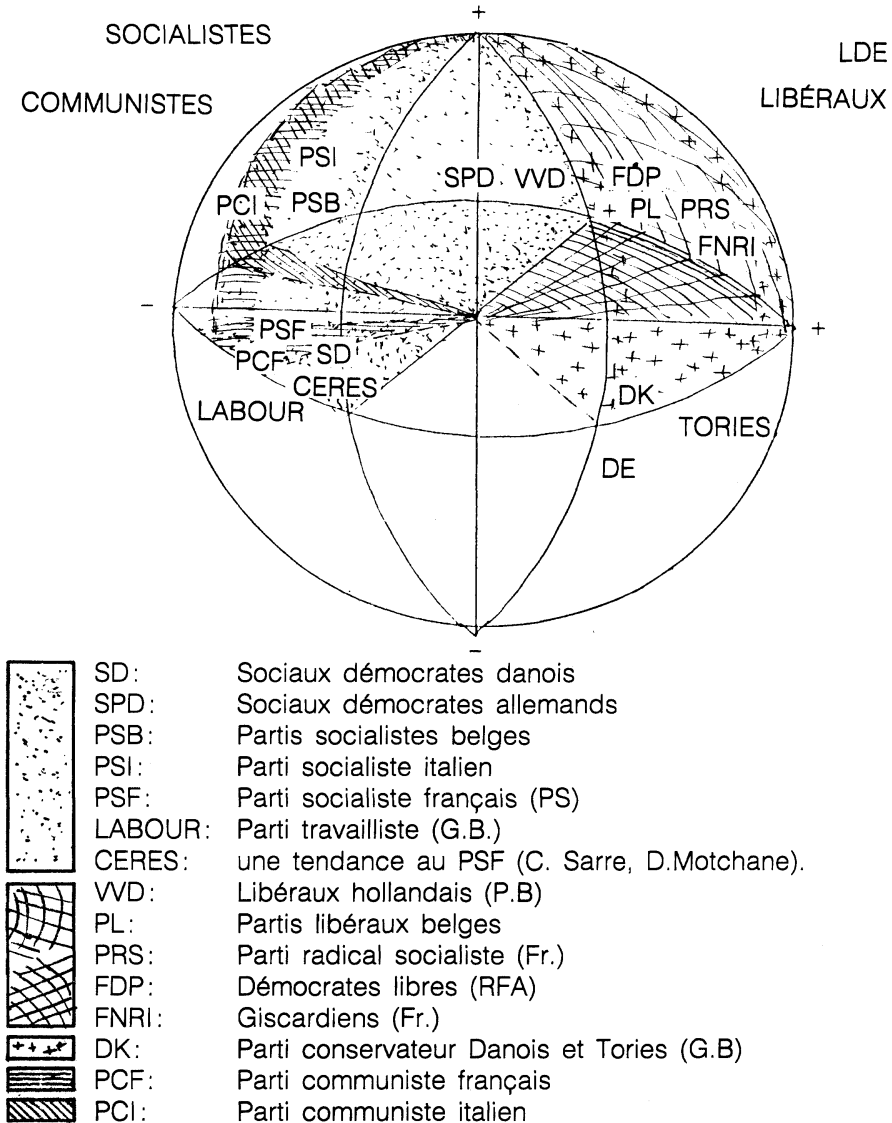 +
SOCIALISTES
LDE
COMMUNISTES
LIBÉRAUX
PSI
SPD VVD FDP
PCI PSB
PL PRS
FNRI
−
+
PSF
PCF SD
CERES
DK
LABOUR
TORIES
DE
−
SD: Sociaux démocrates danois
SPD: Sociaux démocrates allemands
PSB: Partis socialistes belges
PSI: Parti socialiste italien
PSF: Parti socialiste français (PS)
LABOUR: Parti travailliste (G.B.)
CERES: une tendance au PSF (C. Sarre, D.Motchane).
VVD: Libéraux hollandais (P.B)
PL: Partis libéraux belges
PRS: Parti radical socialiste (Fr.)
FDP: Démocrates libres (RFA)
FNRI: Giscardiens (Fr.)
DK: Parti conservateur Danois et Tories (G.B)
PCF: Parti communiste français
PCI: Parti communiste italien